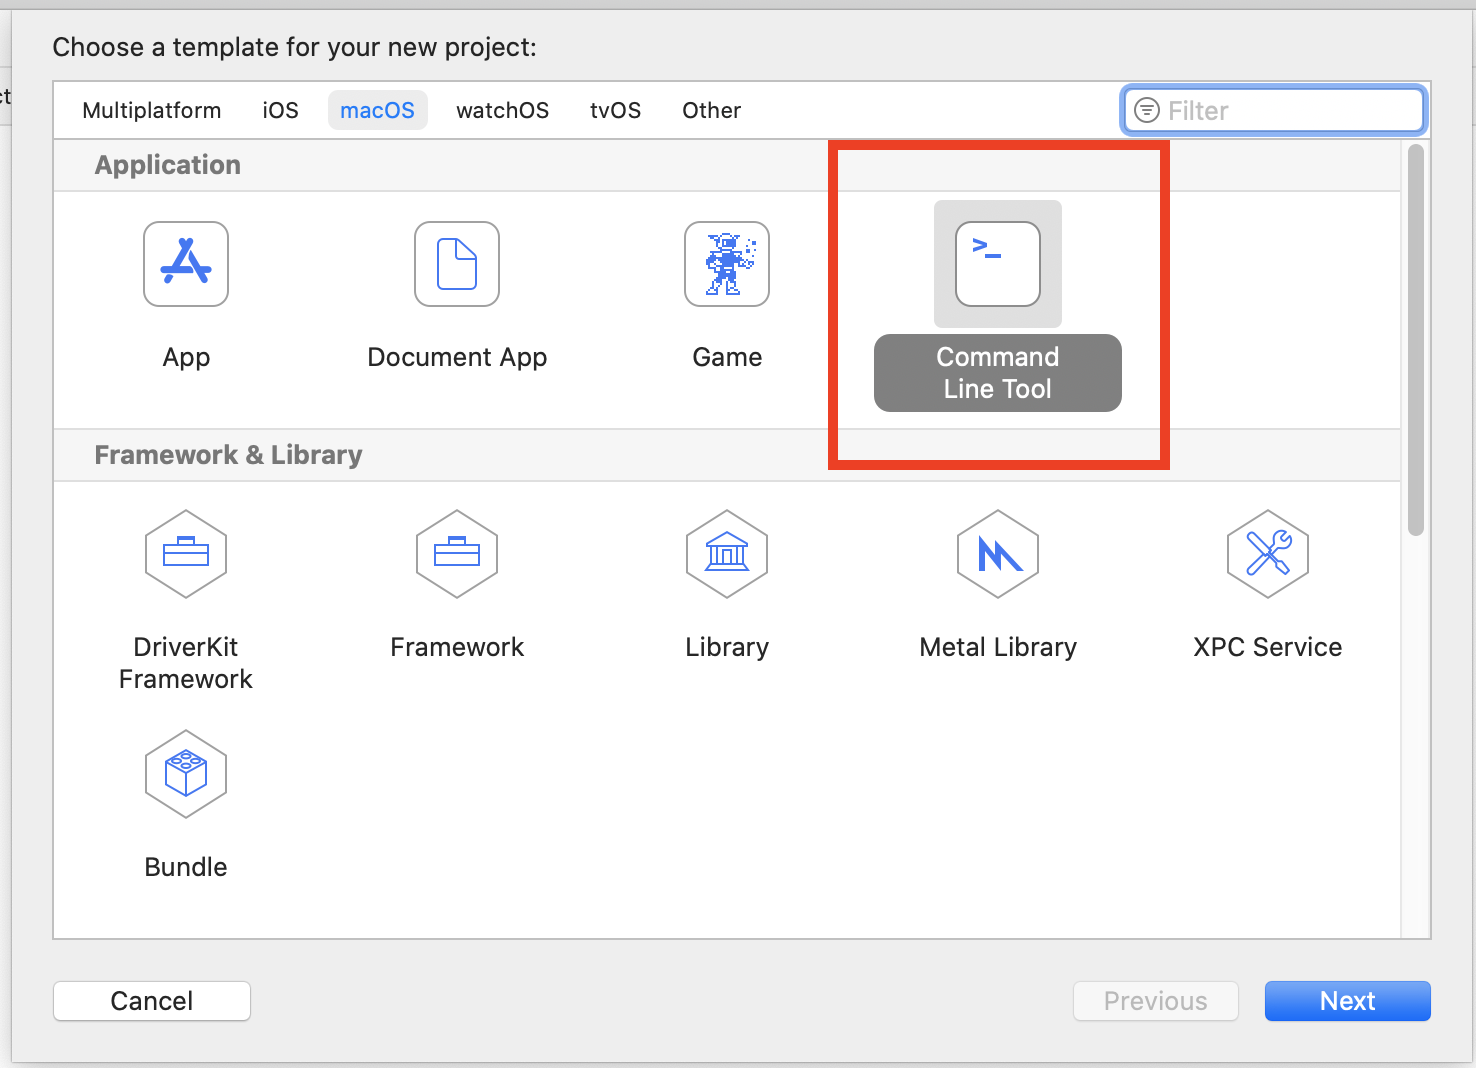 Choose a template for your new project:
Multiplatform iOS macOS watchOS tvOS Other Filter
Application
>_
App Document App Game Command
Line Tool
Framework & Library
DriverKit Framework Library Metal Library XPC Service
Framework
Bundle
Cancel Previous Next